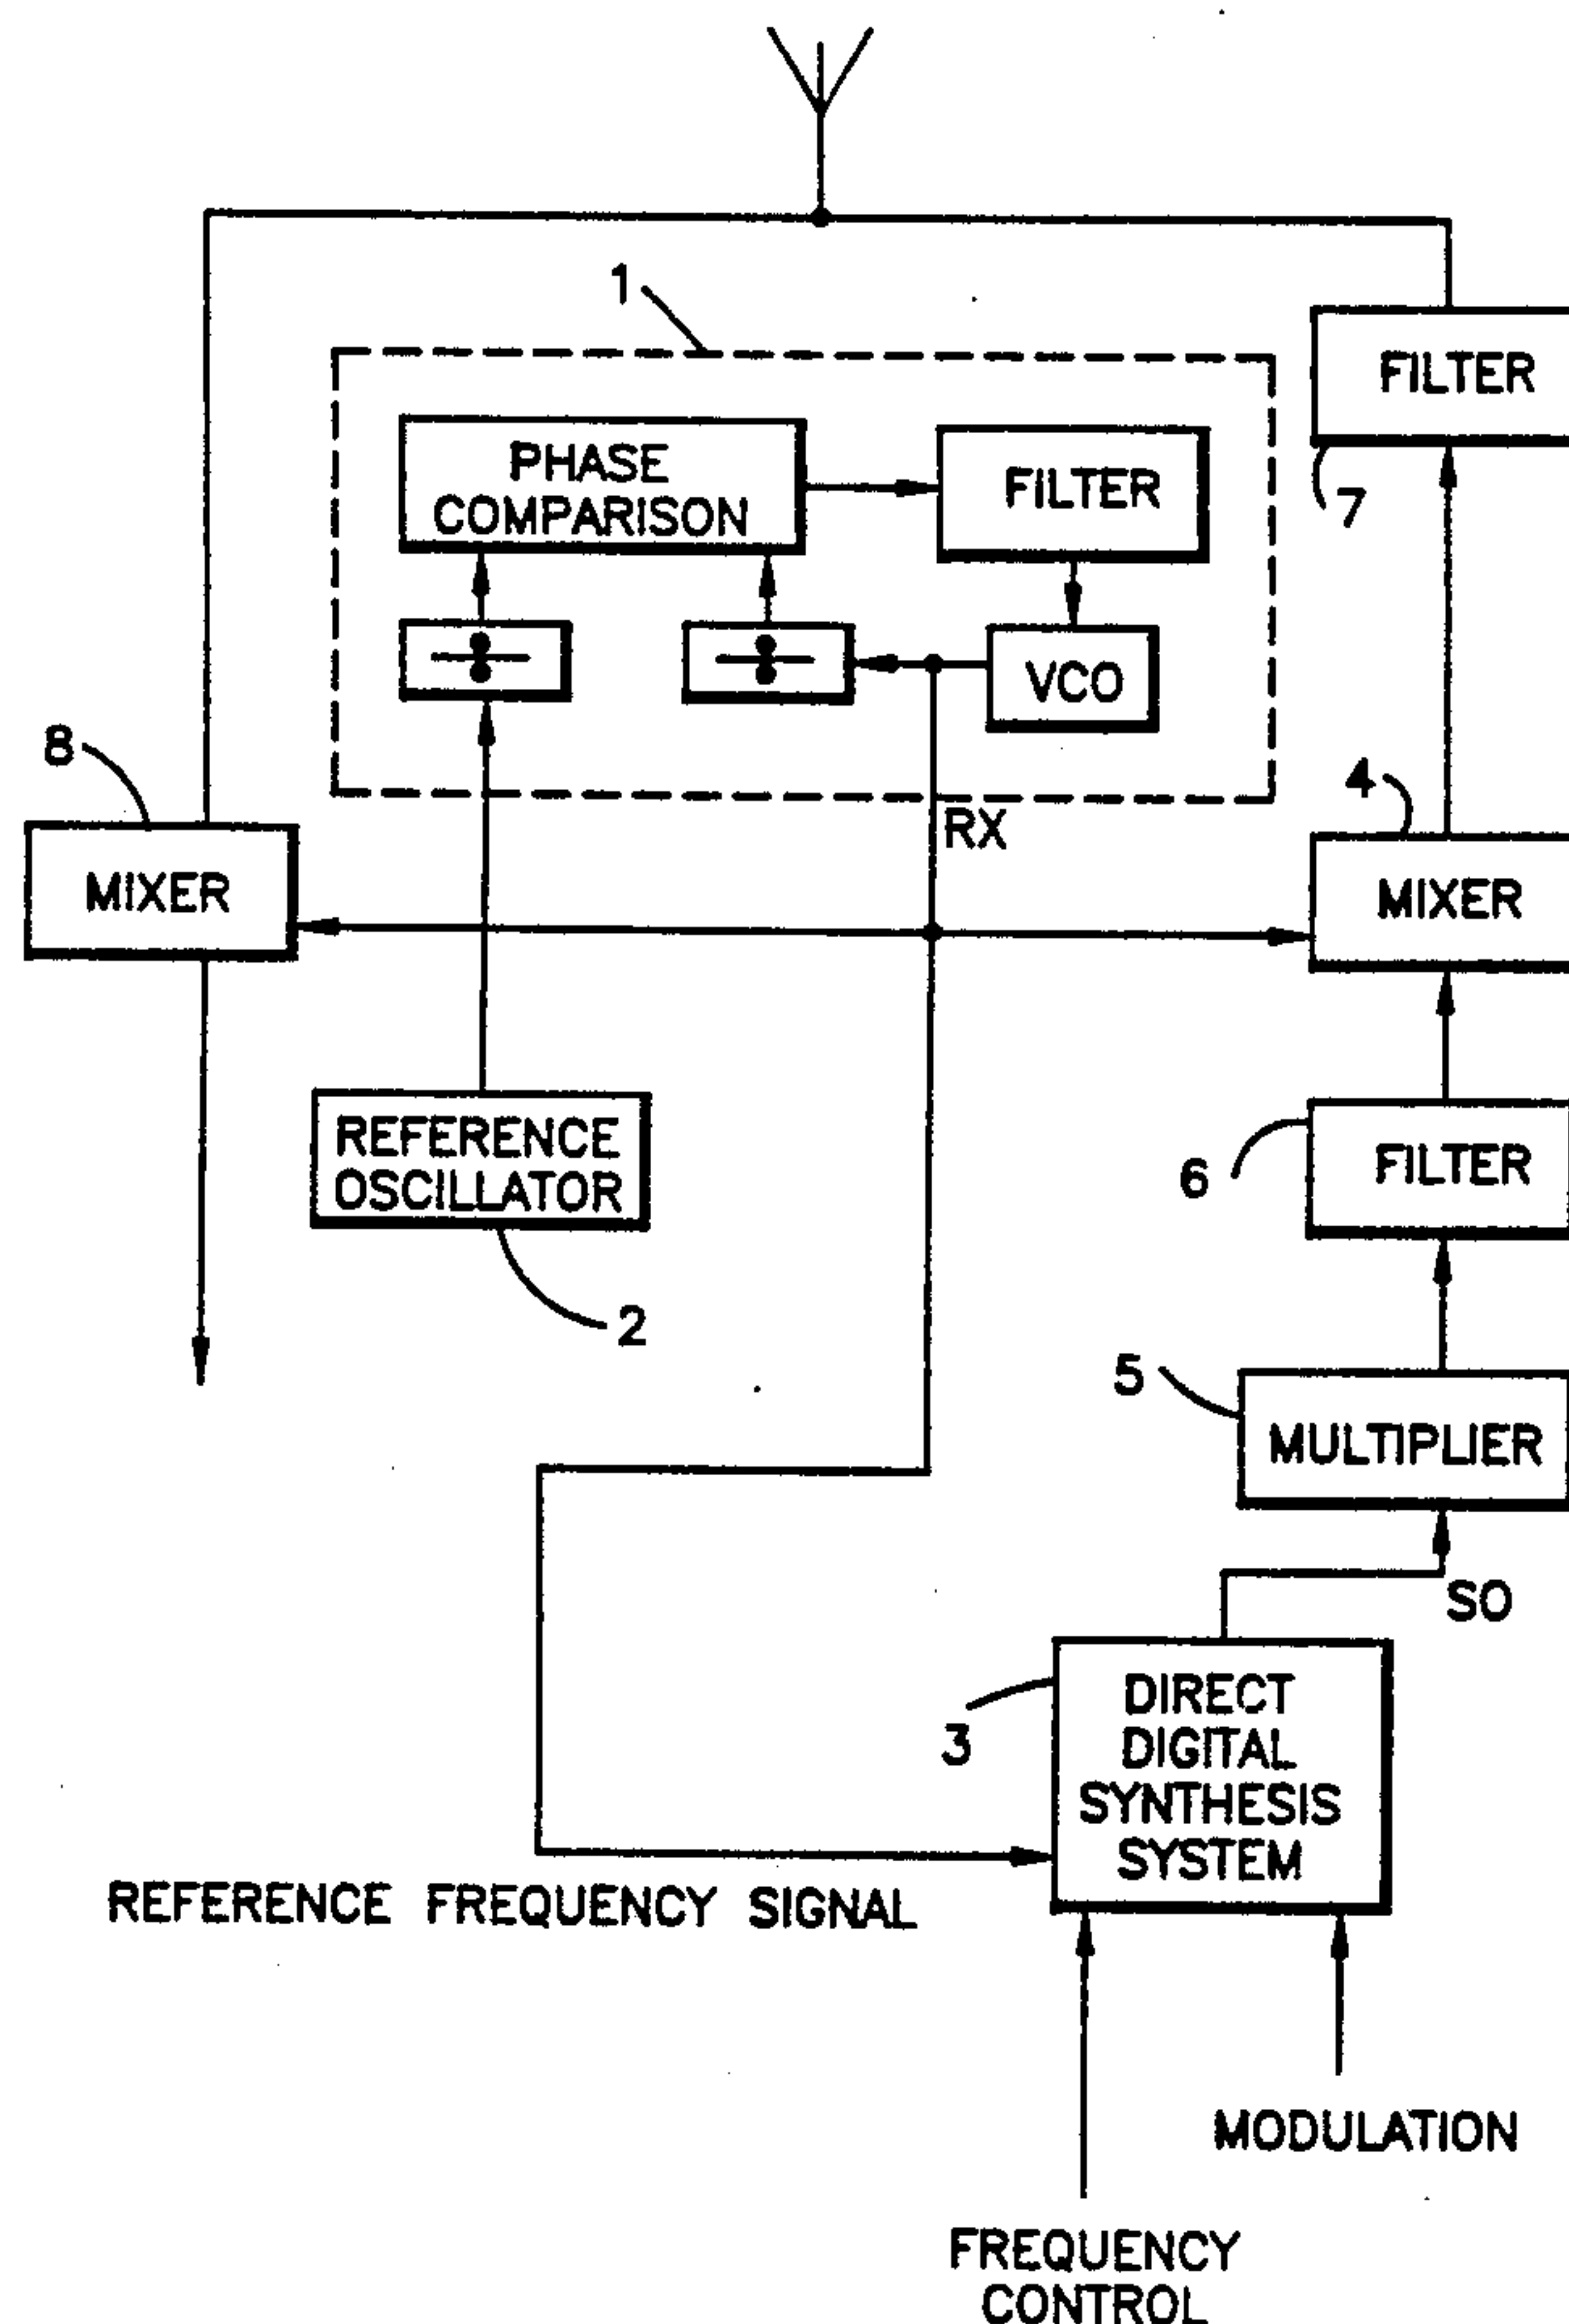 1
FILTER
PHASE
COMPARISON
FILTER
7
VCO
8
4
RX
MIXER
MIXER
REFERENCE
OSCILLATOR
6
FILTER
2
5
MULTIPLIER
SO
3
DIRECT
DIGITAL
SYNTHESIS
SYSTEM
REFERENCE FREQUENCY SIGNAL
MODULATION
FREQUENCY
CONTROL